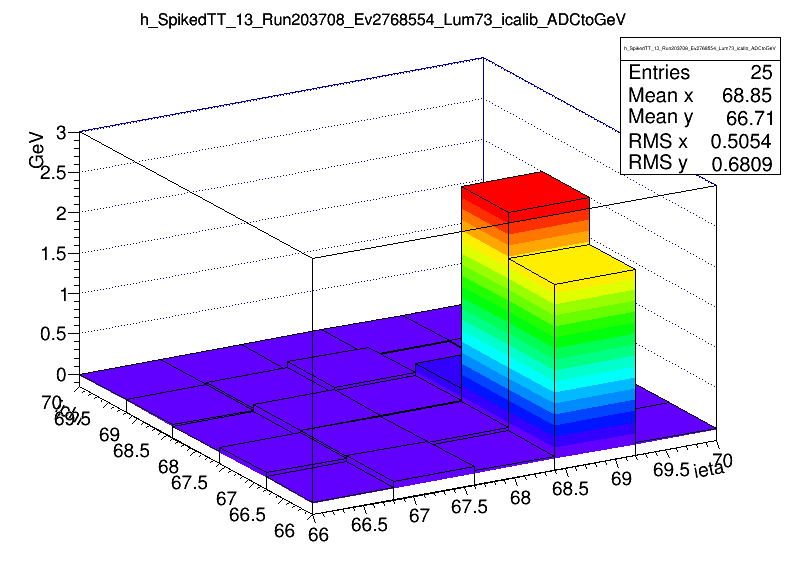 h_SpikedTT_13_Run203708_Ev2768554_Lum73_icalib_ADCtoGeV
h_SpikedTT_13_Run203708_Ev2768554_Lum73_icalib_ADCtoGeV
Entries 25
Mean x 68.85
Mean y 66.71
RMS x 0.5054
RMS y 0.6809
GeV
3
2.5
2
1.5
1
0.5
0
70
69.5
69
68.5
68
67.5
67
66.5
66
66
66.5
67
67.5
68
68.5
69
69.5
70
ieta